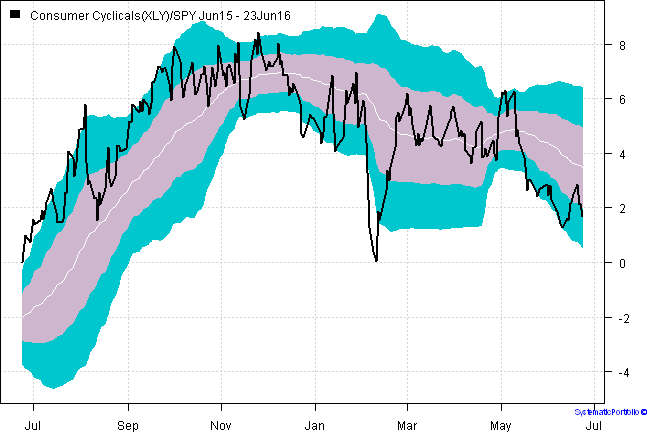 Consumer Cyclicals(XLY)/SPY Jun15 - 23Jun16
8
6
4
2
0
-2
-4
SystematicPortfolio ©
Jul Sep Nov Jan Mar May Jul